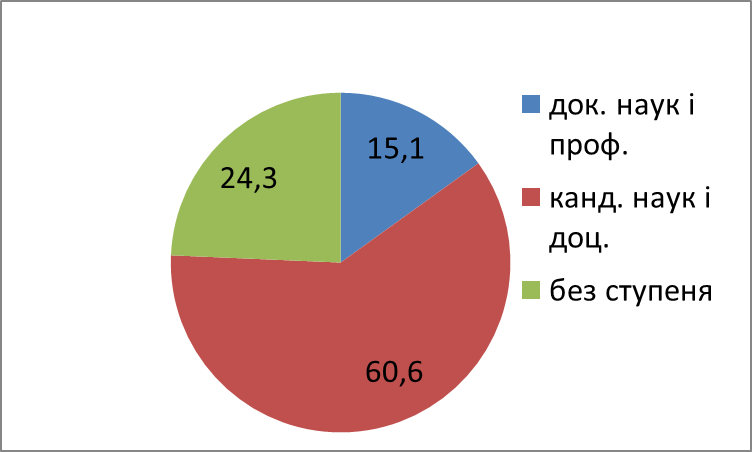 15,1
24,3
60,6
док. наук і
проф.
канд. наук і
доц.
без ступеня